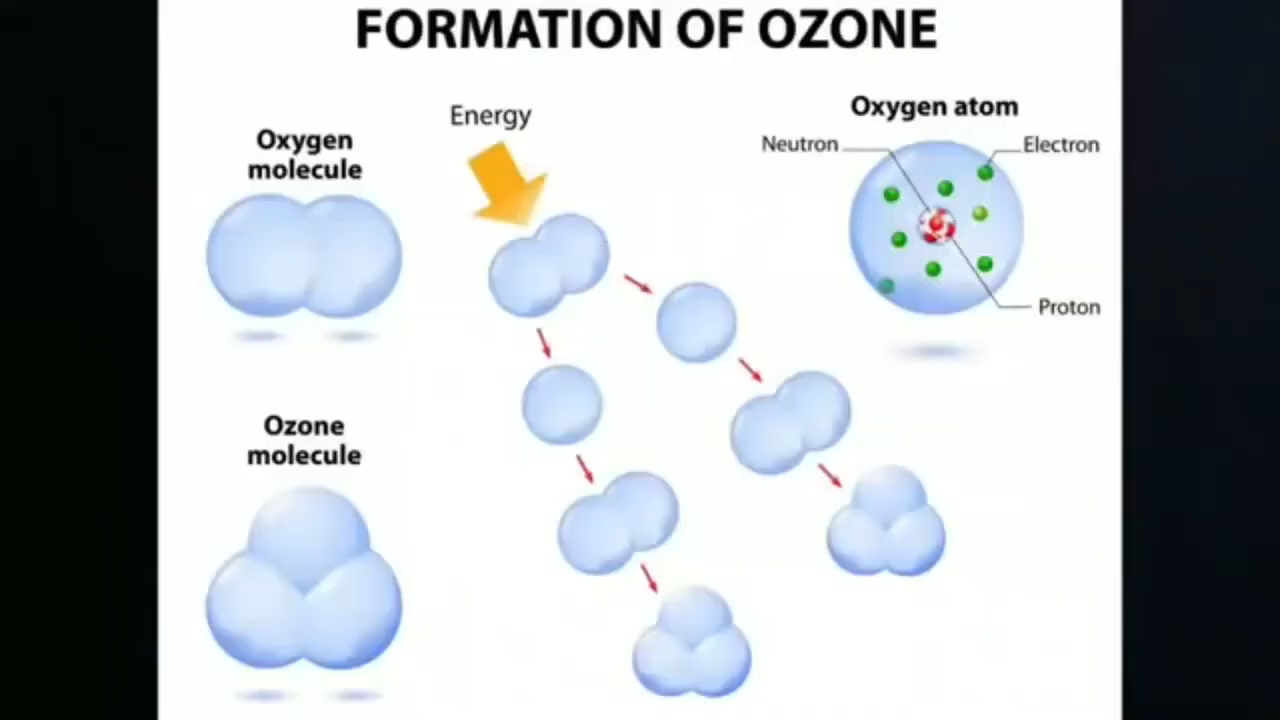 FORMATION OF OZONE
Energy
Oxygen atom
Oxygen
molecule
Neutron
Electron
Proton
Ozone
molecule